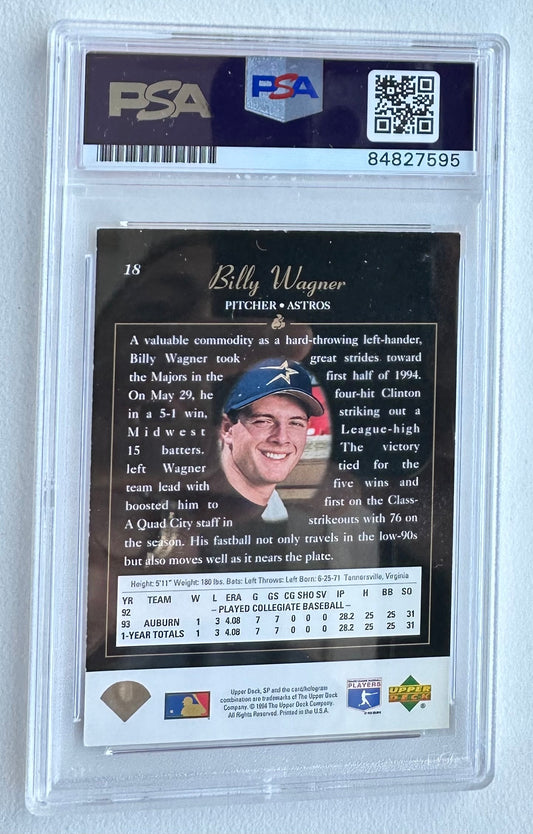 PSA PSA
84827595
18 Billy Wagner
PITCHER • ASTROS
A valuable commodity as a hard-throwing left-hander,
Billy Wagner took great strides toward
the Majors in the first half of 1994.
On May 29, he four-hit Clinton
in a 5-1 win, striking out a
Midwest League-high
15 batters. The victory
left Wagner tied for the
team lead with five wins and
boosted him to first on the Class-
A Quad City staff in strikeouts with 76 on
the season. His fastball not only travels in the low-90s
but also moves well as it nears the plate.
Height: 5'11" Weight: 180 lbs. Bats: Left Throws: Left Born: 6-25-71 Tannersville, Virginia
YR TEAM W L ERA G GS CG SHO SV IP H BB SO
92 – PLAYED COLLEGIATE BASEBALL –
93 AUBURN 1 3 4.08 7 7 0 0 0 28.2 25 25 31
1-YEAR TOTALS 1 3 4.08 7 7 0 0 0 28.2 25 25 31
Upper Deck, SP and the card/hologram
combination are trademarks of The Upper Deck
Company. © 1994 The Upper Deck Company.
All Rights Reserved. Printed in the U.S.A.
PLAYERS
UPPER
DECK